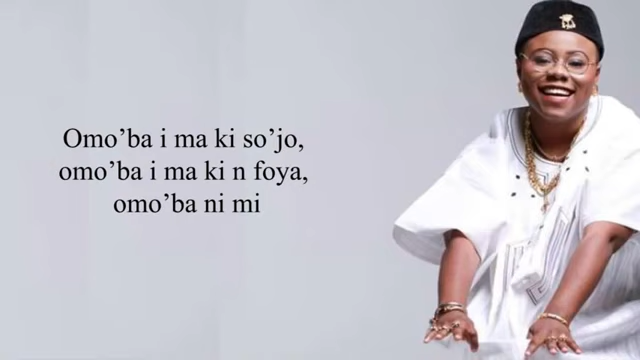 Omo’ba i ma ki so’jo,
omo’ba i ma ki n foya,
omo’ba ni mi